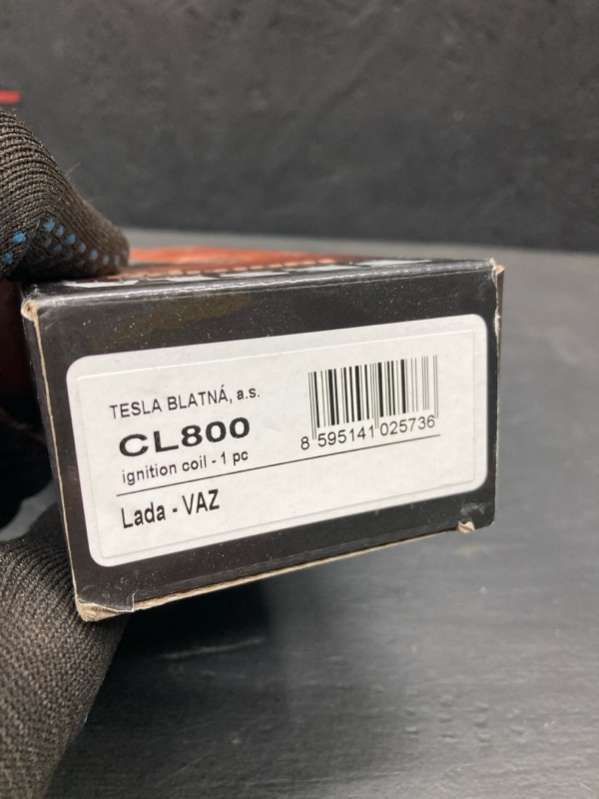 TESLA BLATNÁ, a.s.
CL800
ignition coil - 1 pc
8 595141 025736
Lada - VAZ